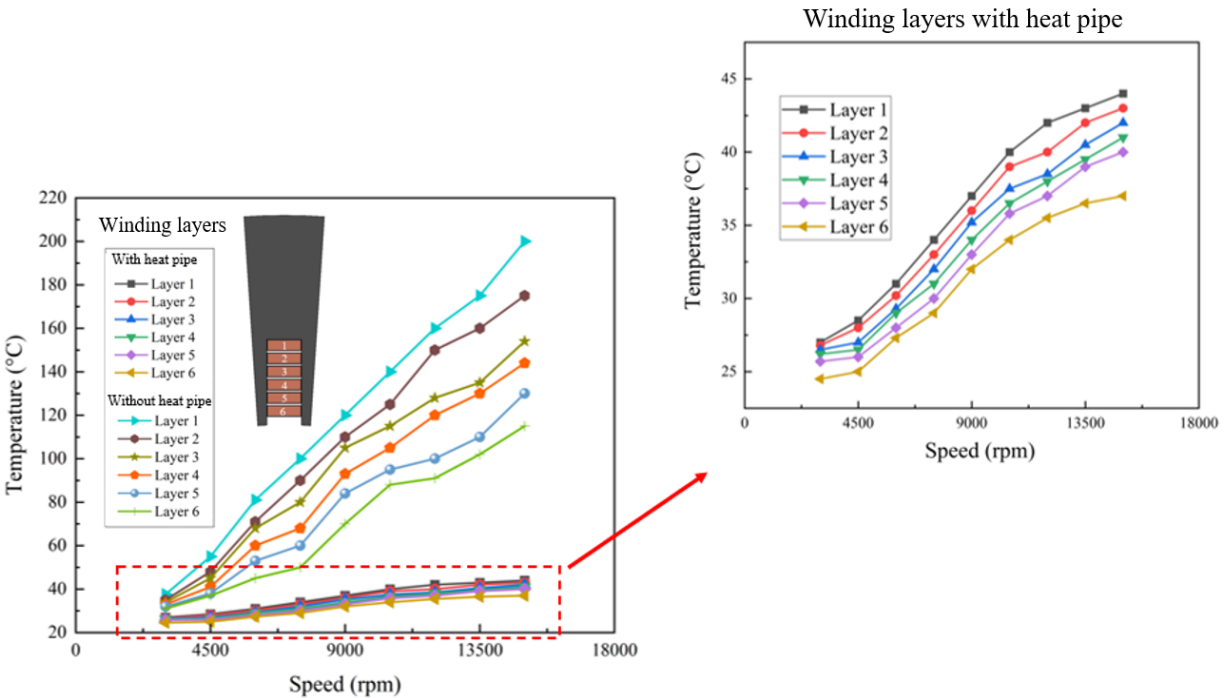 Winding layers with heat pipe
45
40
35
30
25
0
4500
9000
13500
18000
Temperature (°C)
Speed (rpm)
Layer 1
Layer 2
Layer 3
Layer 4
Layer 5
Layer 6
220
200
180
160
140
120
100
80
60
40
20
0
4500
9000
13500
18000
Temperature (°C)
Speed (rpm)
Winding layers
With heat pipe
Layer 1
Layer 2
Layer 3
Layer 4
Layer 5
Layer 6
Without heat pipe
Layer 1
Layer 2
Layer 3
Layer 4
Layer 5
Layer 6
1
2
3
4
5
6